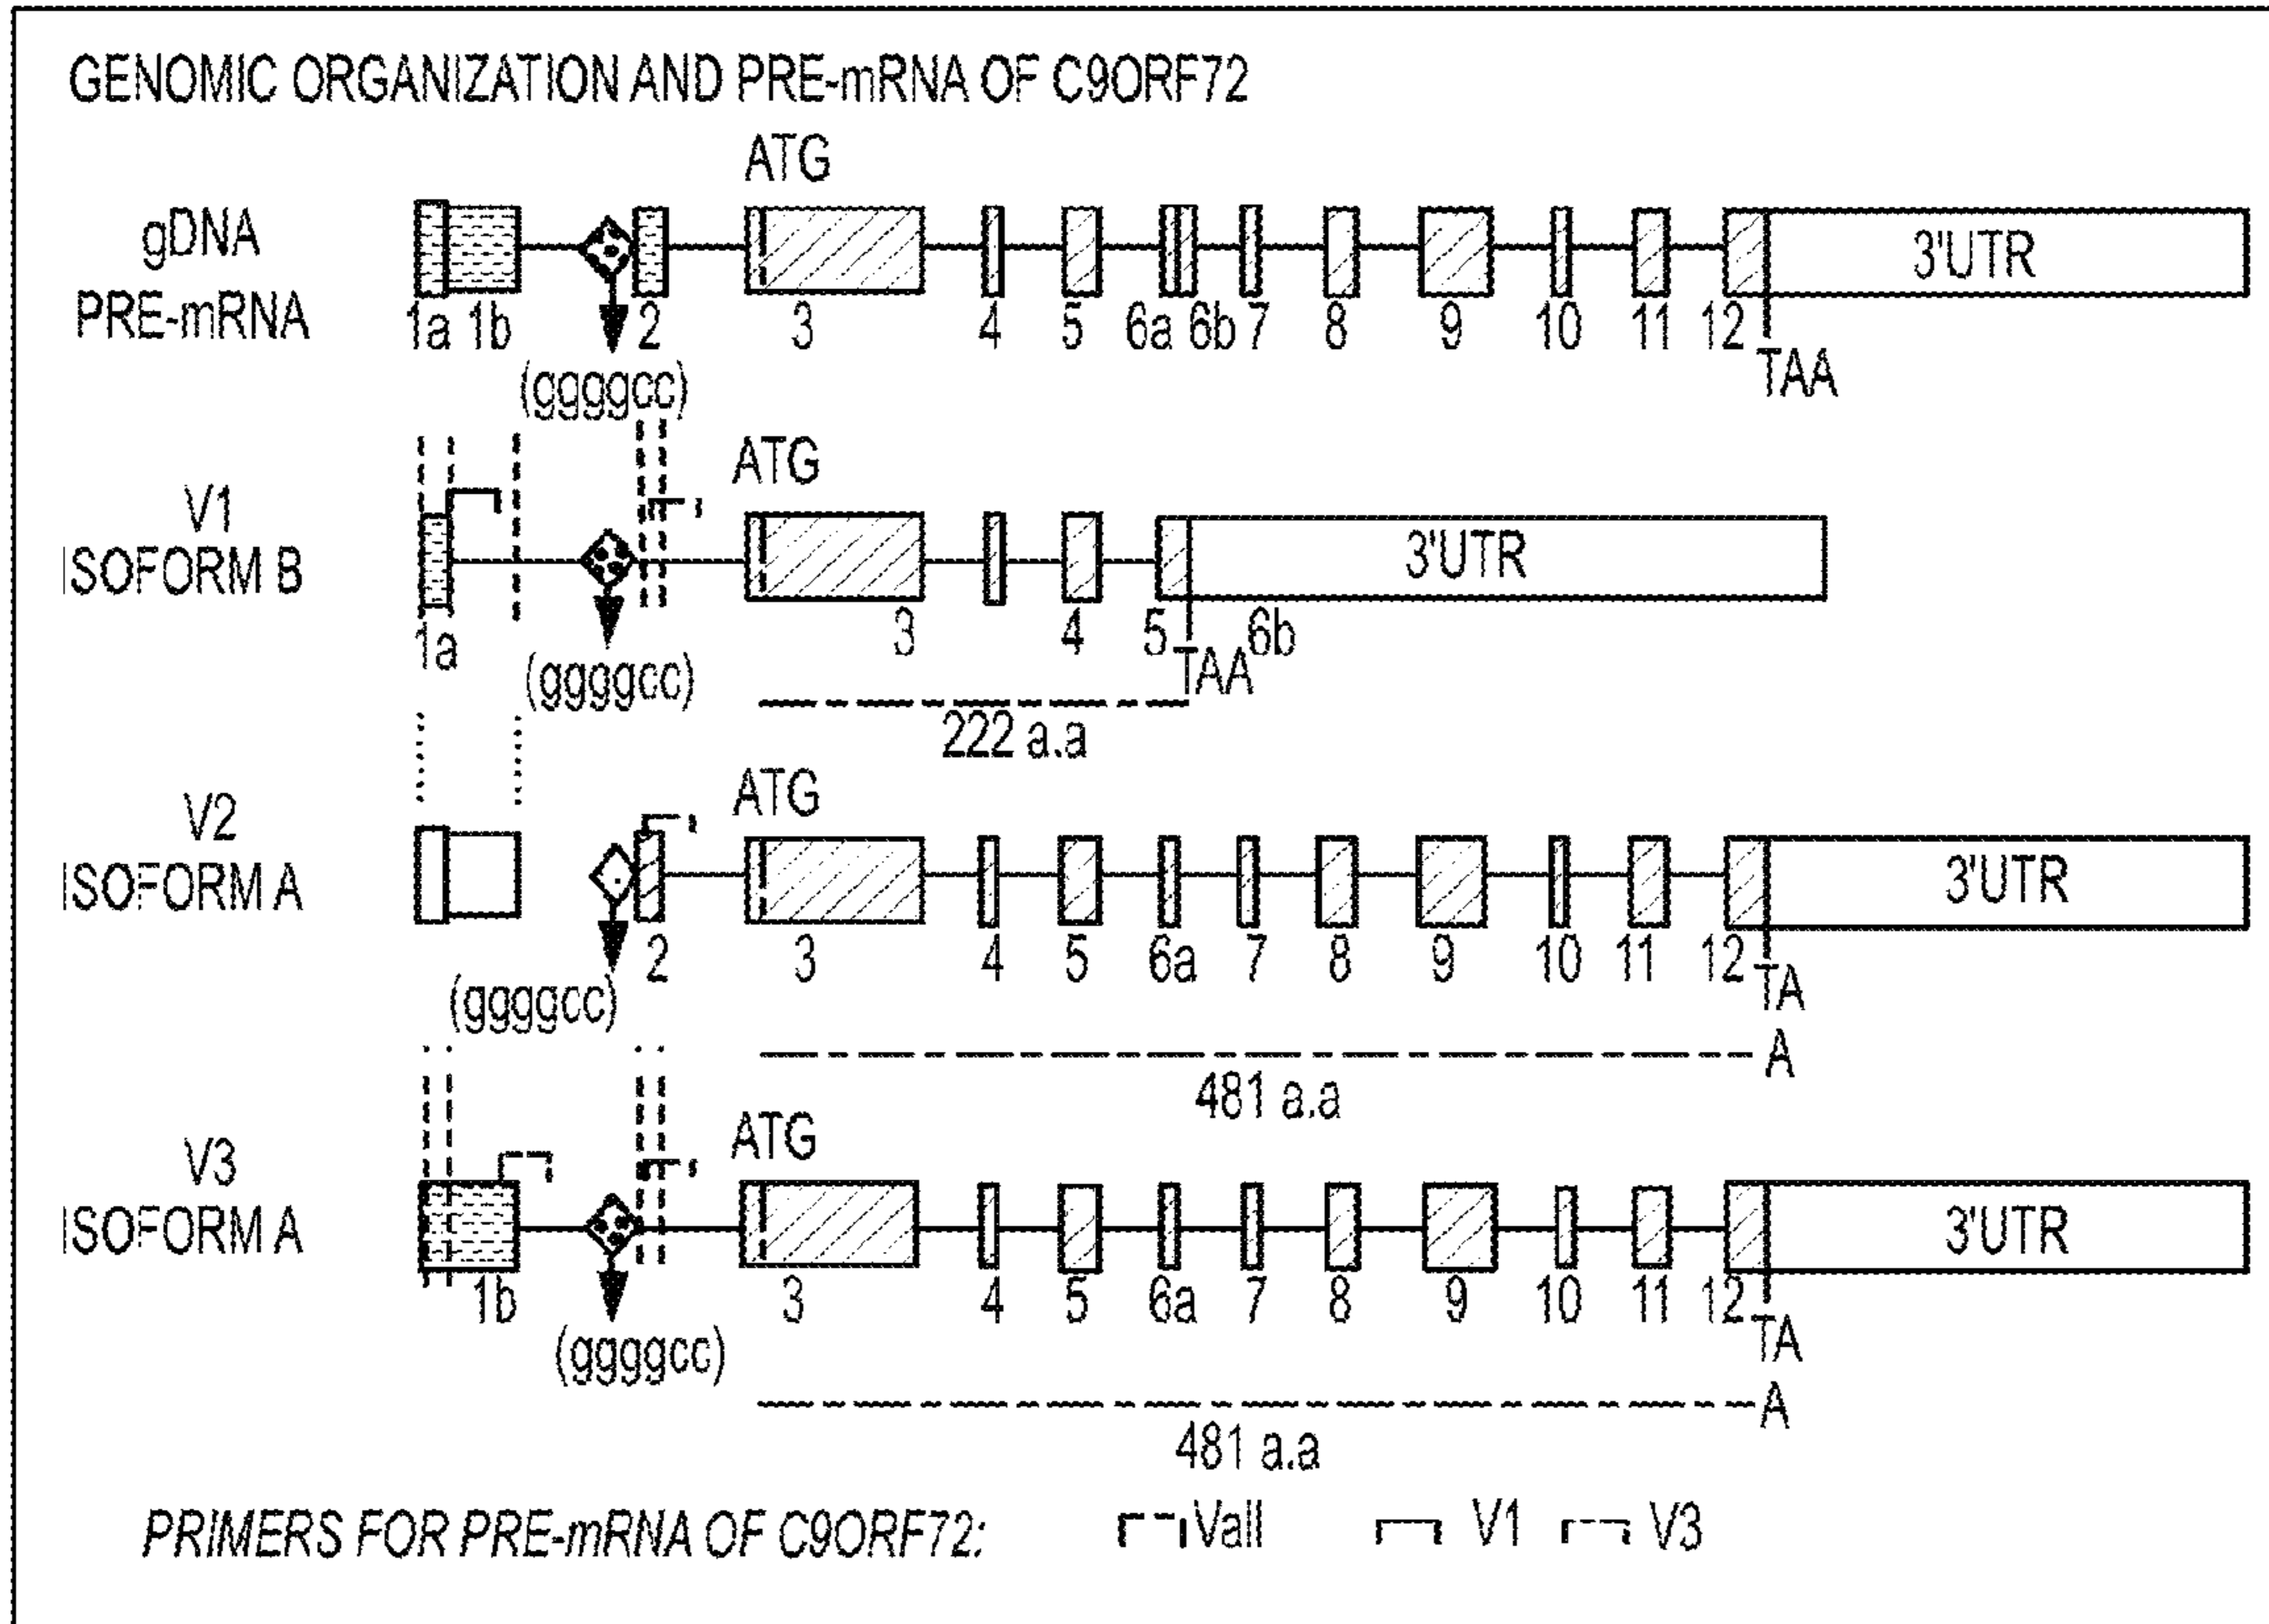 GENOMIC ORGANIZATION AND PRE-mRNA OF C9ORF72
ATG
gDNA
PRE-mRNA
3'UTR
1a 1b 2 3 4 5 6a 6b 7 8 9 10 11 12
TAA
(ggggcc)
ATG
V1
ISOFORM B
3'UTR
1a 3 4 5 6b
TAA
(ggggcc)
222 a.a
ATG
V2
ISOFORM A
3'UTR
2 3 4 5 6a 7 8 9 10 11 12
TA
A
(ggggcc)
481 a.a
ATG
V3
ISOFORM A
3'UTR
1b 3 4 5 6a 7 8 9 10 11 12
TA
A
(ggggcc)
481 a.a
PRIMERS FOR PRE-mRNA OF C9ORF72: Vall V1 V3